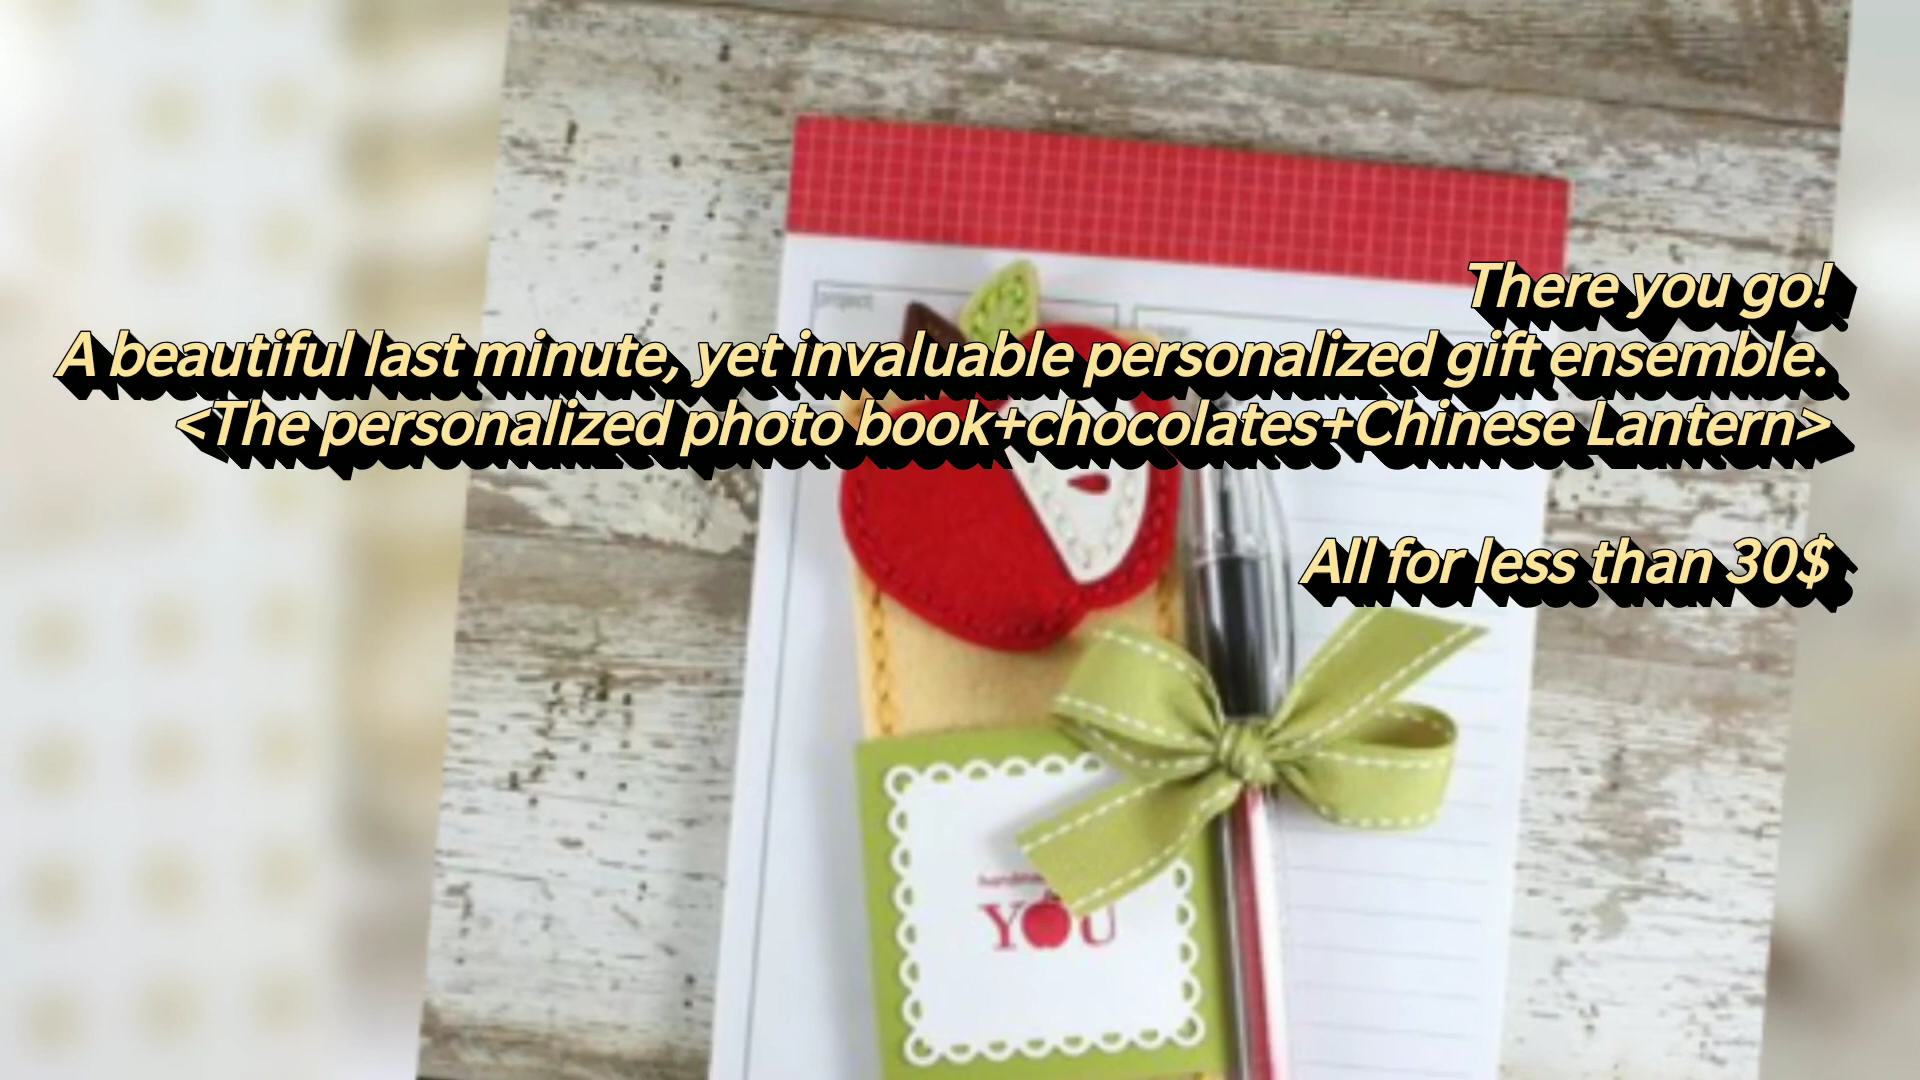 There you go!
A beautiful last minute, yet invaluable personalized gift ensemble.
<The personalized photo book+chocolates+Chinese Lantern>
All for less than 30$
project:
YOU